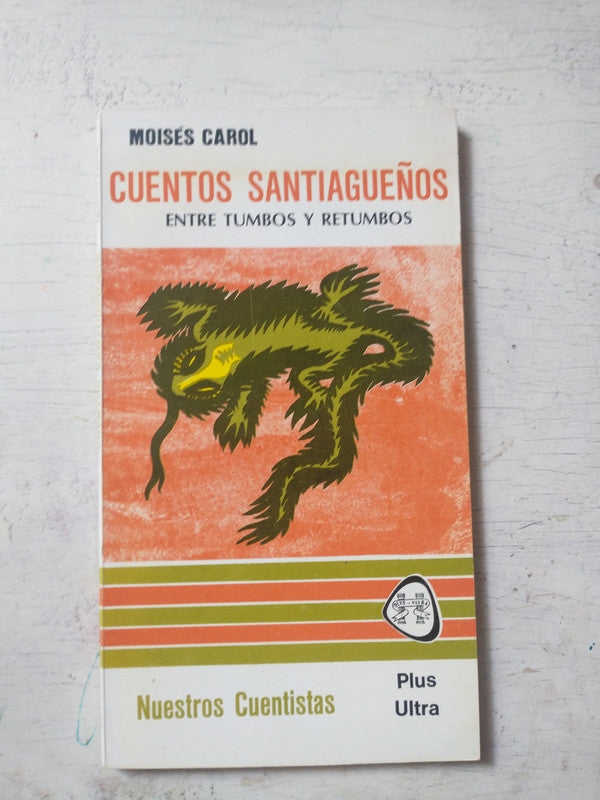 MOISÉS CAROL
CUENTOS SANTIAGUEÑOS
ENTRE TUMBOS Y RETUMBOS
Nuestros Cuentistas
Plus
Ultra